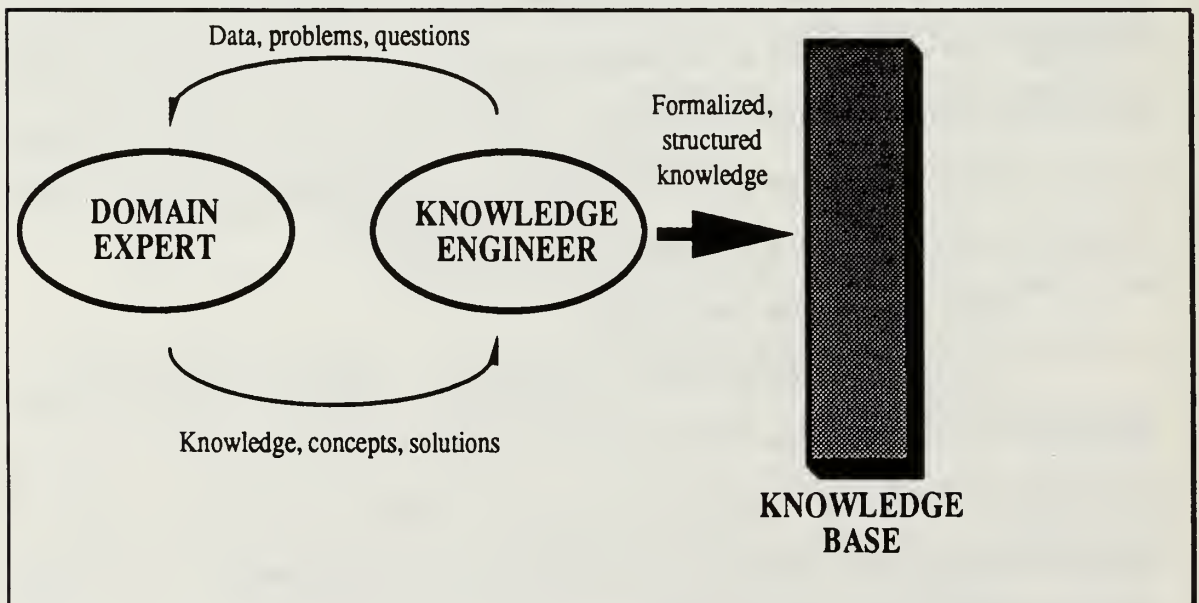 Data, problems, questions
Formalized,
structured
knowledge
DOMAIN
EXPERT
KNOWLEDGE
ENGINEER
Knowledge, concepts, solutions
KNOWLEDGE
BASE